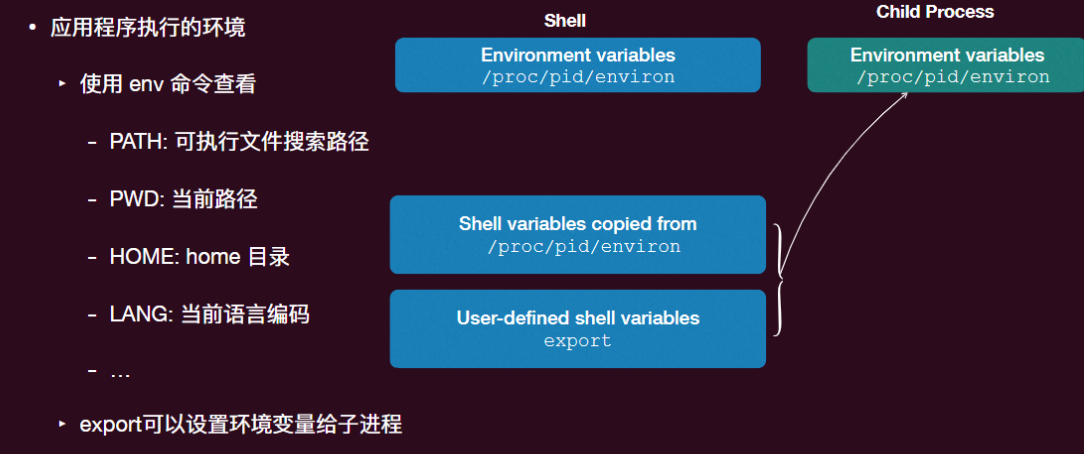 • 应用程序执行的环境
‣ 使用 env 命令查看
– PATH: 可执行文件搜索路径
– PWD: 当前路径
– HOME: home 目录
– LANG: 当前语言编码
– …
‣ export可以设置环境变量给子进程
Shell
Environment variables
/proc/pid/environ
Shell variables copied from
/proc/pid/environ
User-defined shell variables
export
Child Process
Environment variables
/proc/pid/environ